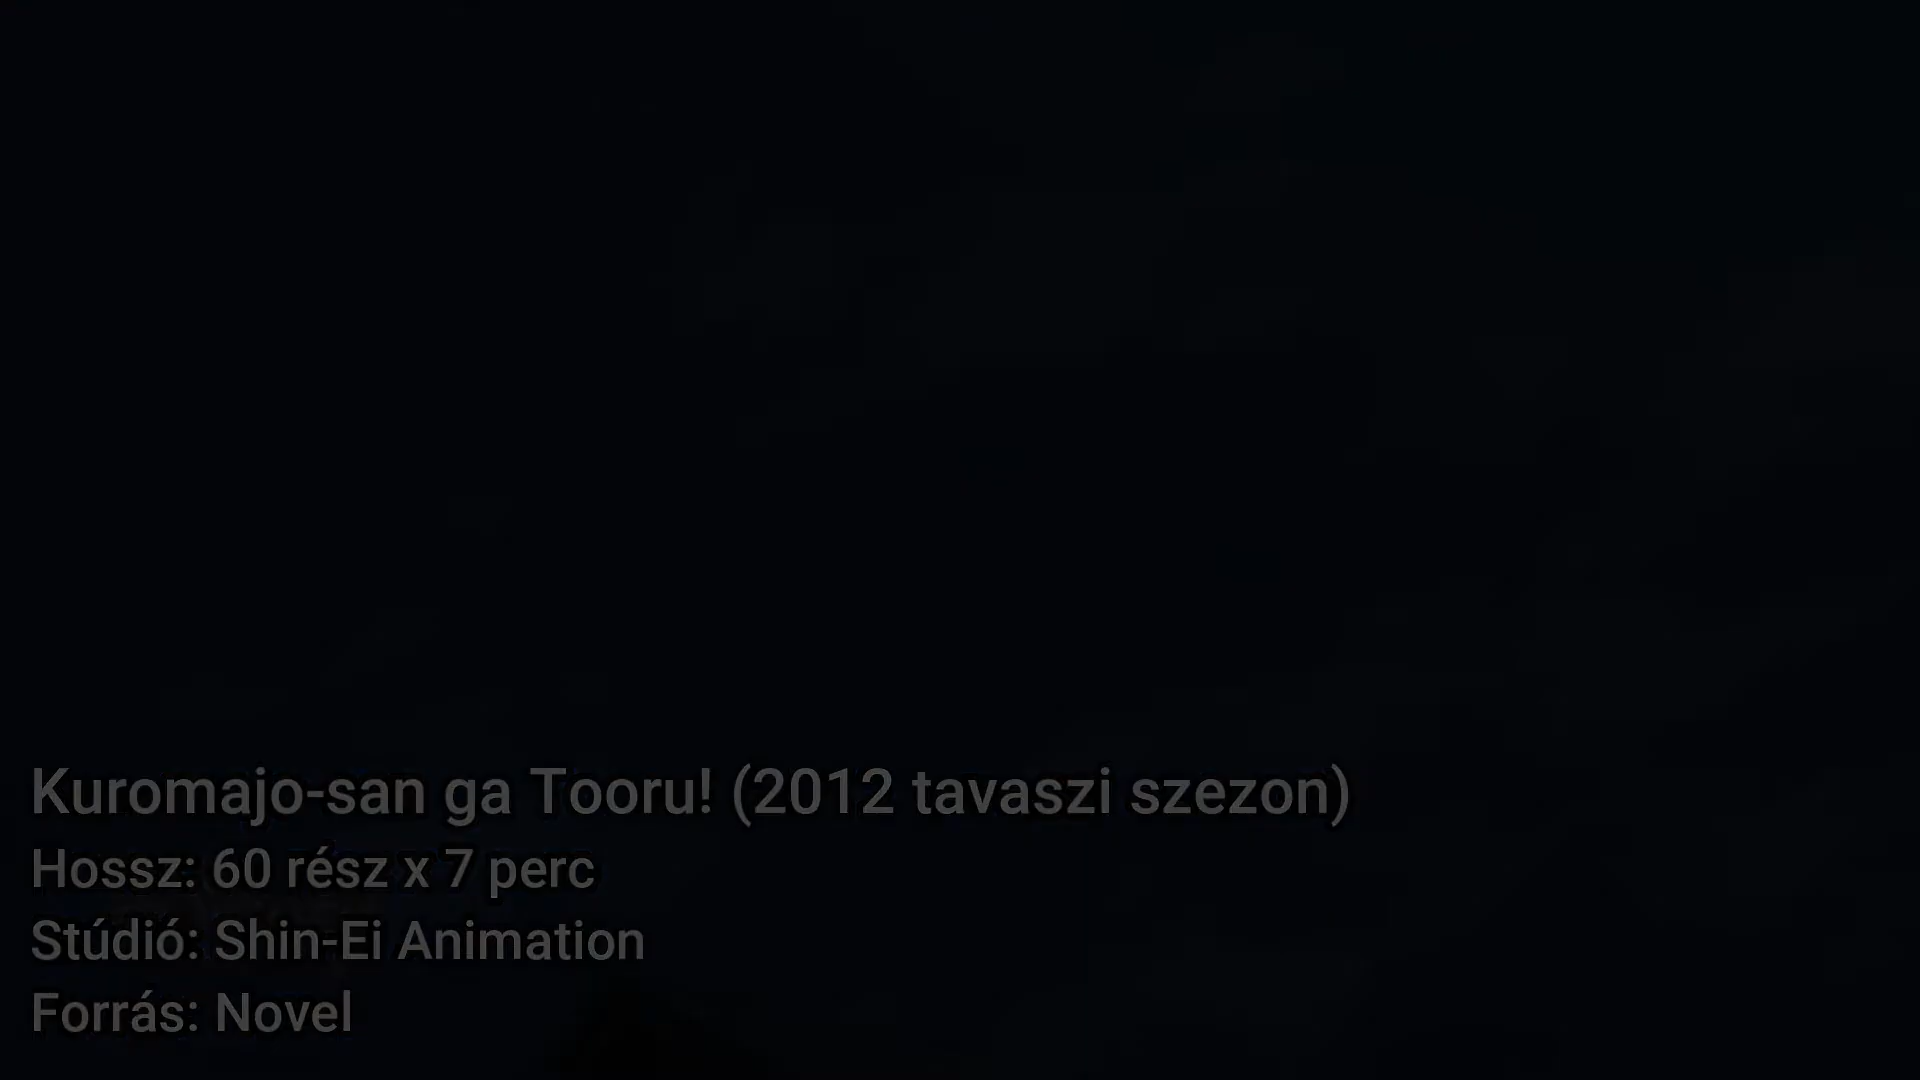 Kuromajo-san ga Tooru! (2012 tavaszi szezon)
Hossz: 60 rész x 7 perc
Stúdió: Shin-Ei Animation
Forrás: Novel